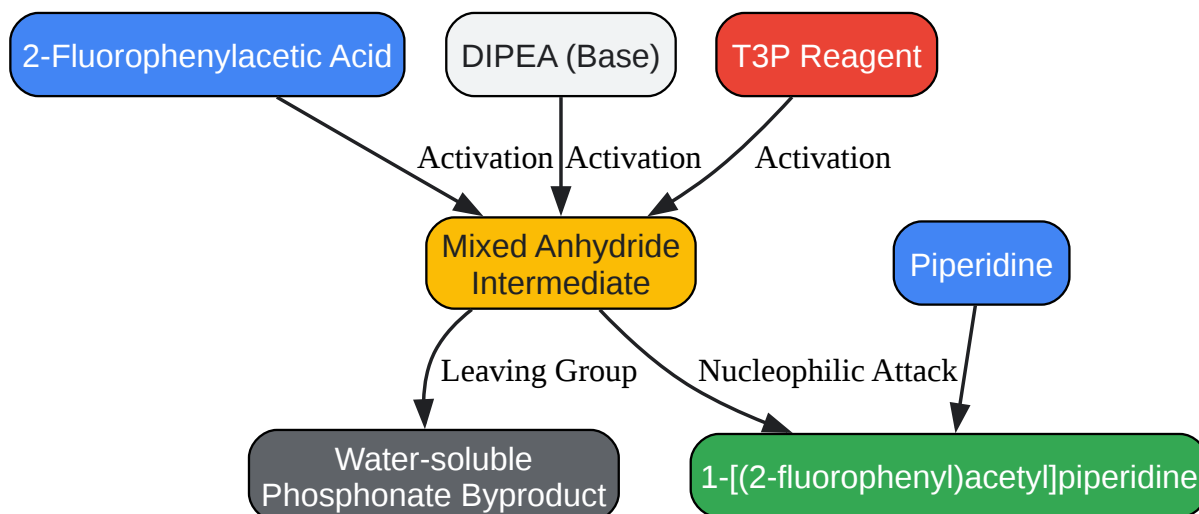 2-Fluorophenylacetic Acid
DIPEA (Base)
T3P Reagent
Activation
Activation
Activation
Mixed Anhydride
Intermediate
Piperidine
Leaving Group
Nucleophilic Attack
Water-soluble
Phosphonate Byproduct
1-[(2-fluorophenyl)acetyl]piperidine